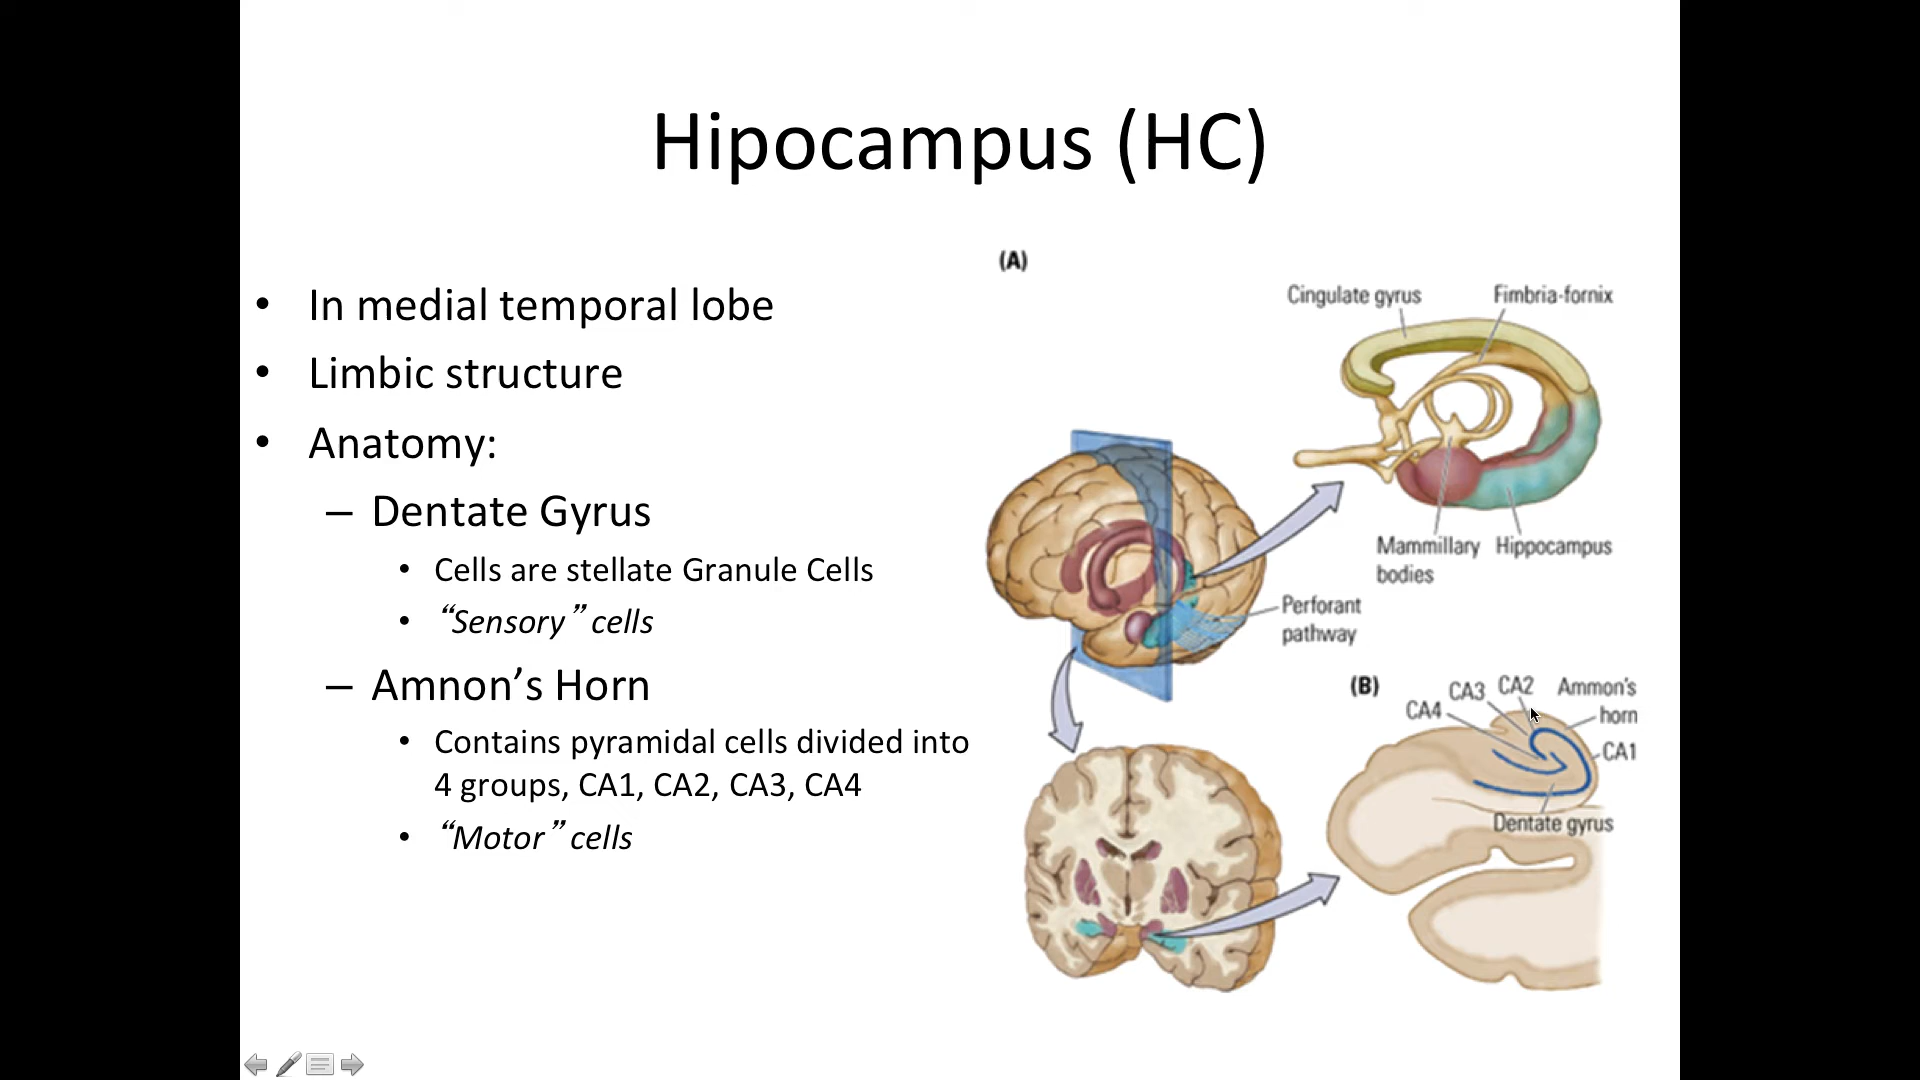 Hipocampus (HC)
• In medial temporal lobe
• Limbic structure
• Anatomy:
– Dentate Gyrus
• Cells are stellate Granule Cells
• “Sensory” cells
– Amnon’s Horn
• Contains pyramidal cells divided into
4 groups, CA1, CA2, CA3, CA4
• “Motor” cells
(A)
Cingulate gyrus
Fimbria-fornix
Mammillary
bodies
Hippocampus
Perforant
pathway
(B)
CA4
CA3
CA2
Ammon's
horn
CA1
Dentate gyrus